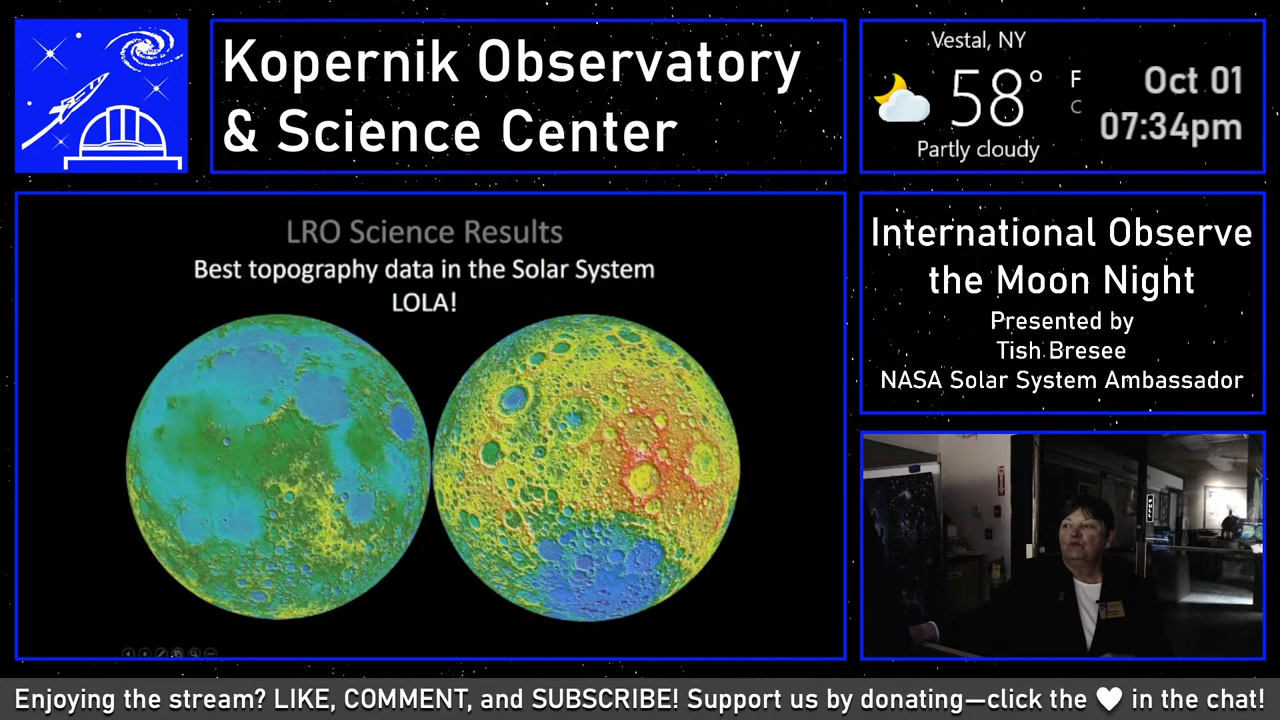 Kopernik Observatory
& Science Center
Vestal, NY
58°
F
C
Partly cloudy
Oct 01
07:34pm
LRO Science Results
Best topography data in the Solar System
LOLA!
International Observe
the Moon Night
Presented by
Tish Bresee
NASA Solar System Ambassador
PULL
Enjoying the stream? LIKE, COMMENT, and SUBSCRIBE! Support us by donating—click the ♥ in the chat!